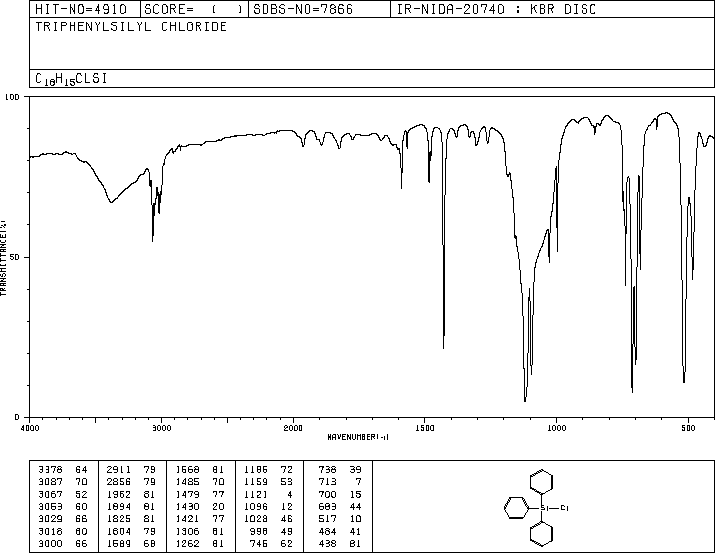 HIT-NO=4910 SCORE= ( ) SDBS-NO=7866 IR-NIDA-20740 : KBR DISC
TRIPHENYLSILYL CHLORIDE
C18H15CLSI
100
50
0
TRANSMITTANCE(%)
4000 3000 2000 1500 1000 500
WAVENUMBER(-1)
3378 64 2911 79 1668 81 1186 72 738 39
3087 70 2856 79 1485 70 1159 53 713 7
3067 52 1962 81 1479 77 1121 4 700 15
3053 60 1894 81 1430 20 1096 12 683 44
3029 66 1825 81 1421 77 1028 46 517 10
3018 60 1604 79 1306 81 998 49 484 41
3000 66 1589 68 1262 81 746 62 438 81
Si Cl